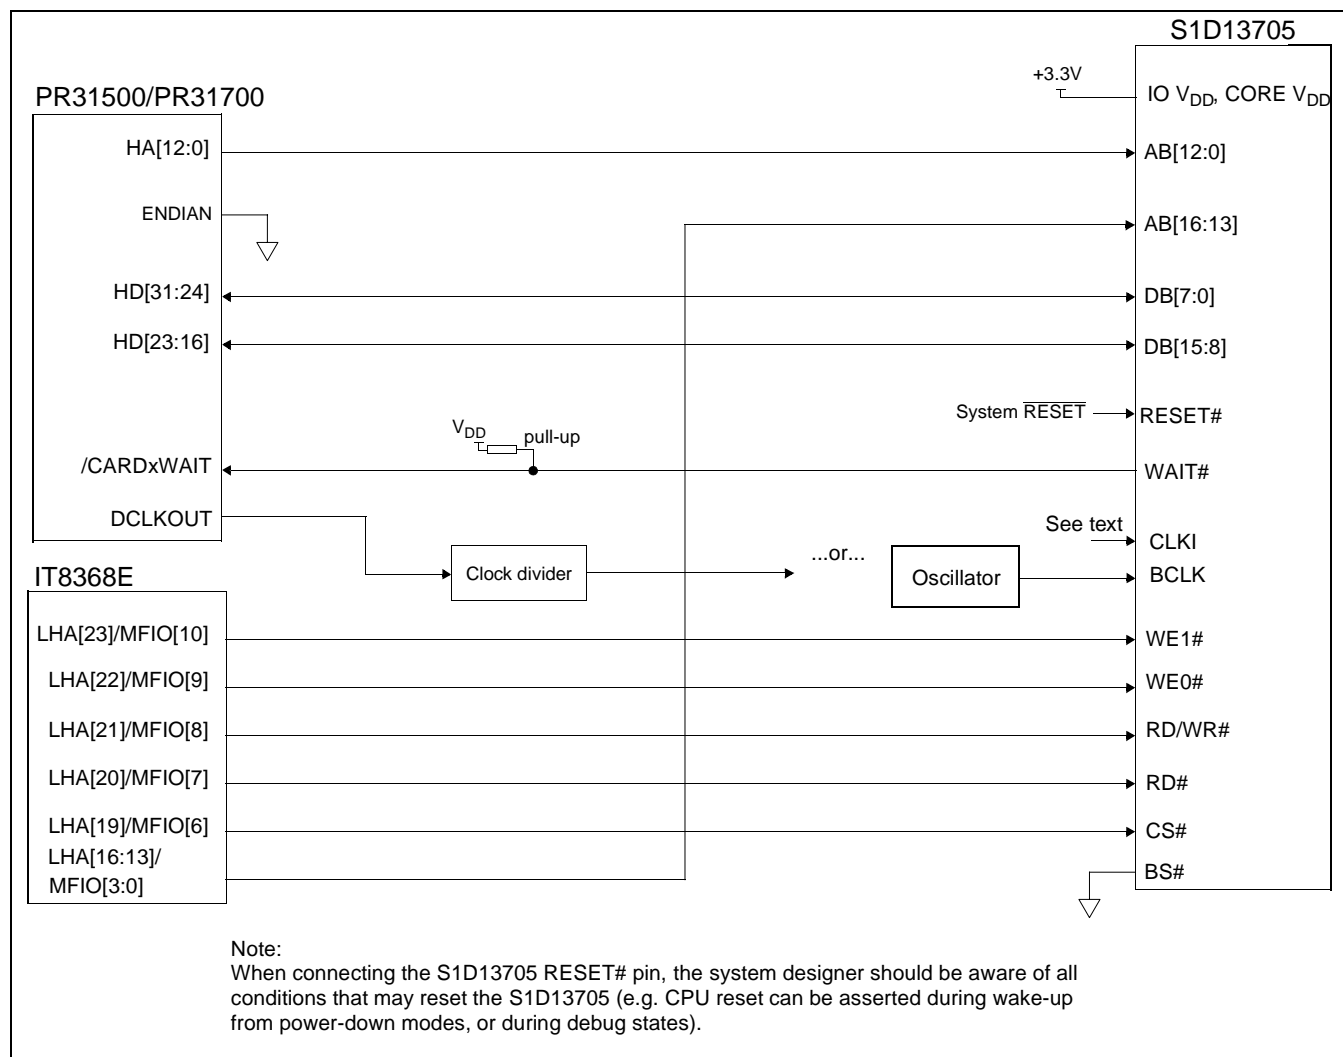 S1D13705
+3.3V
IO VDD, CORE VDD
PR31500/PR31700
HA[12:0]
AB[12:0]
ENDIAN
AB[16:13]
HD[31:24]
DB[7:0]
HD[23:16]
DB[15:8]
System RESET
RESET#
VDD
pull-up
/CARDxWAIT
WAIT#
DCLKOUT
See text
CLKI
Clock divider
...or...
Oscillator
BCLK
IT8368E
LHA[23]/MFIO[10]
WE1#
LHA[22]/MFIO[9]
WE0#
LHA[21]/MFIO[8]
RD/WR#
LHA[20]/MFIO[7]
RD#
LHA[19]/MFIO[6]
CS#
LHA[16:13]/
MFIO[3:0]
BS#
Note:
When connecting the S1D13705 RESET# pin, the system designer should be aware of all
conditions that may reset the S1D13705 (e.g. CPU reset can be asserted during wake-up
from power-down modes, or during debug states).